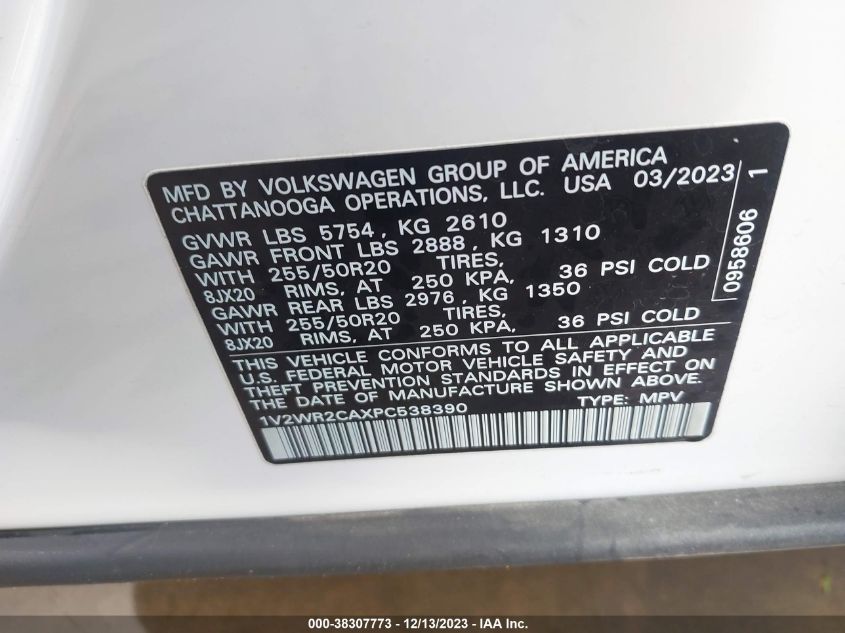 MFD BY VOLKSWAGEN GROUP OF AMERICA
CHATTANOOGA OPERATIONS, LLC. USA 03/2023
GVWR LBS 5754, KG 2610
GAWR FRONT LBS 2888, KG 1310
WITH 255/50R20 TIRES,
8JX20 RIMS, AT 250 KPA, 36 PSI COLD
GAWR REAR LBS 2976, KG 1350
WITH 255/50R20 TIRES,
8JX20 RIMS, AT 250 KPA, 36 PSI COLD
THIS VEHICLE CONFORMS TO ALL APPLICABLE
U.S. FEDERAL MOTOR VEHICLE SAFETY AND
THEFT PREVENTION STANDARDS IN EFFECT ON
THE DATE OF MANUFACTURE SHOWN ABOVE.
1V2WR2CAXPC538390 TYPE: MPV
0958606 1
000-38307773 - 12/13/2023 - IAA Inc.